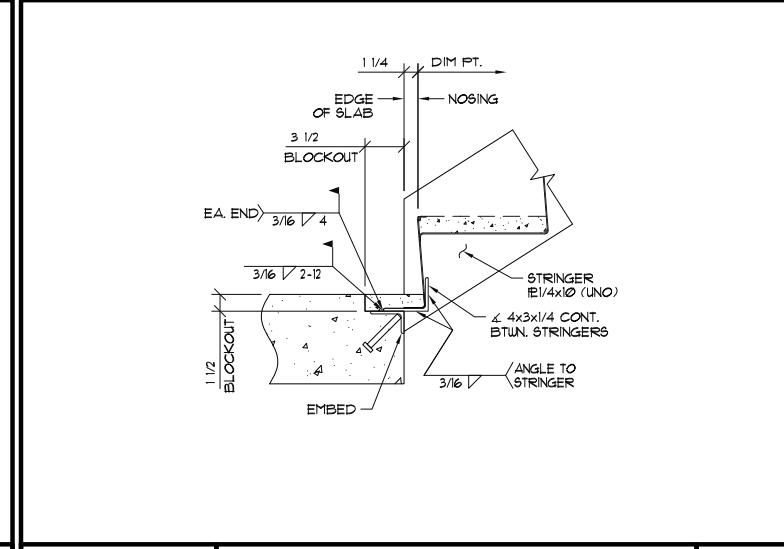 1 1/4 DIM PT.
EDGE
OF SLAB
NOSING
3 1/2
BLOCKOUT
EA. END
3/16 4
3/16 2-12
STRINGER
PL1/4x10 (UNO)
∡ 4x3x1/4 CONT.
BTWN. STRINGERS
1 1/2
BLOCKOUT
ANGLE TO
STRINGER
3/16
EMBED